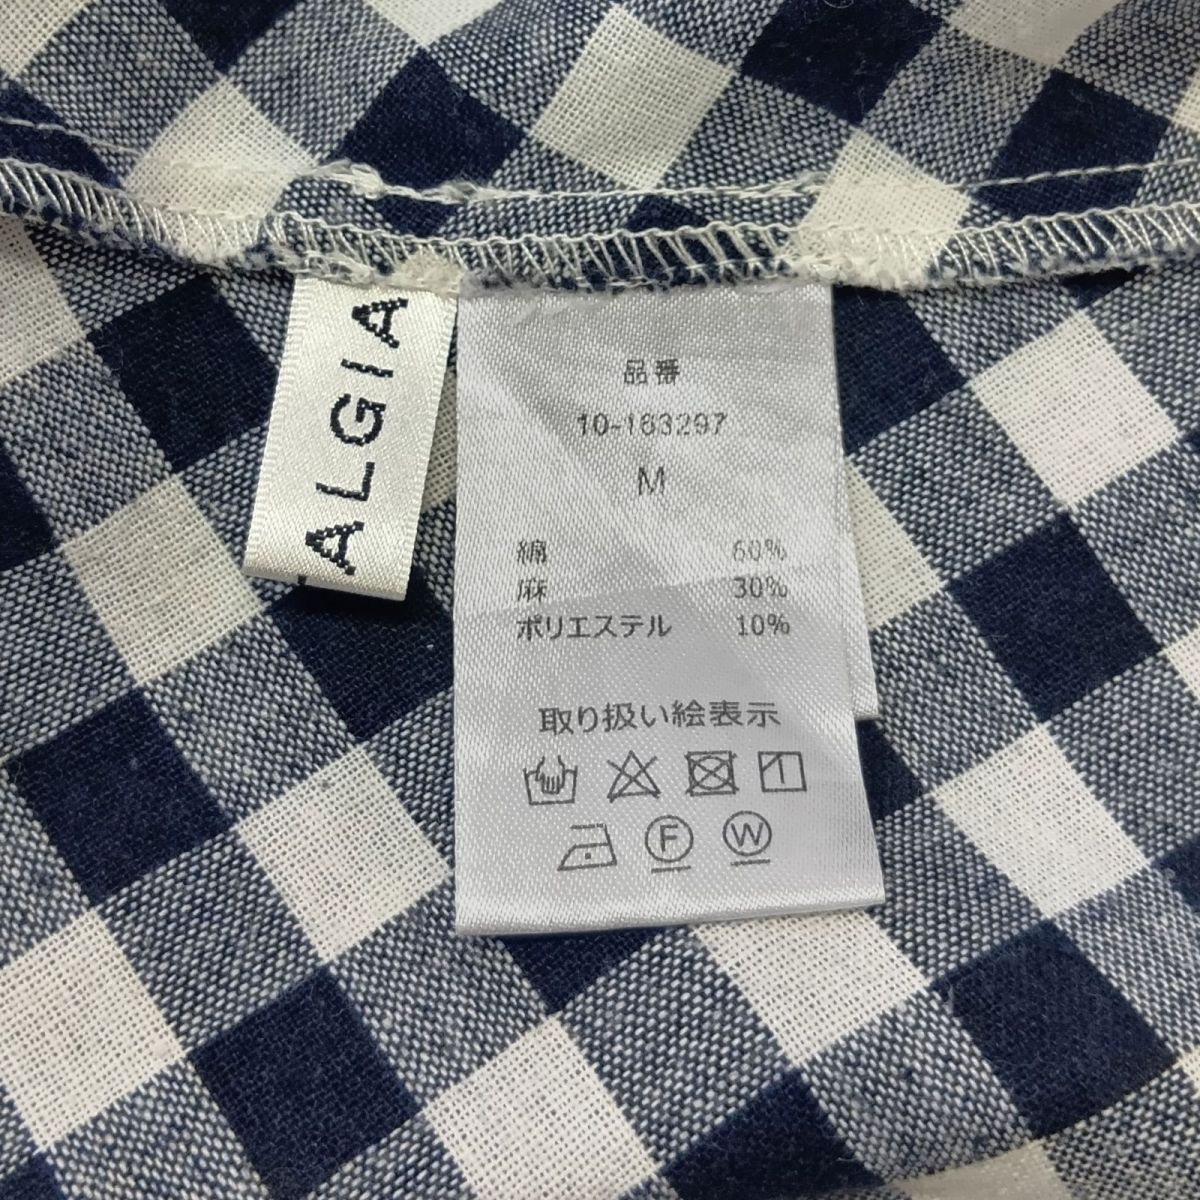 ALGIA
品番
10-163297
M
綿 60%
麻 30%
ポリエステル 10%
取り扱い絵表示
F
W